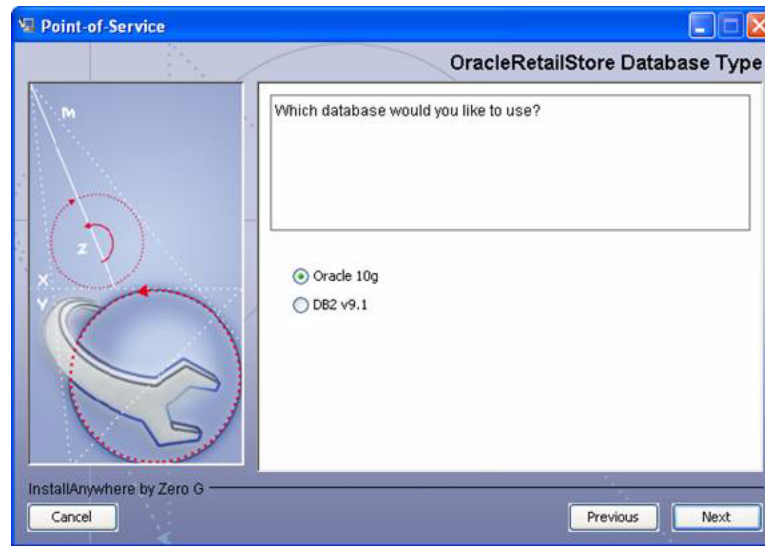 Point-of-Service
OracleRetailStore Database Type
Which database would you like to use?
M
Z
X
Y
Oracle 10g
DB2 v9.1
InstallAnywhere by Zero G
Cancel
Previous
Next